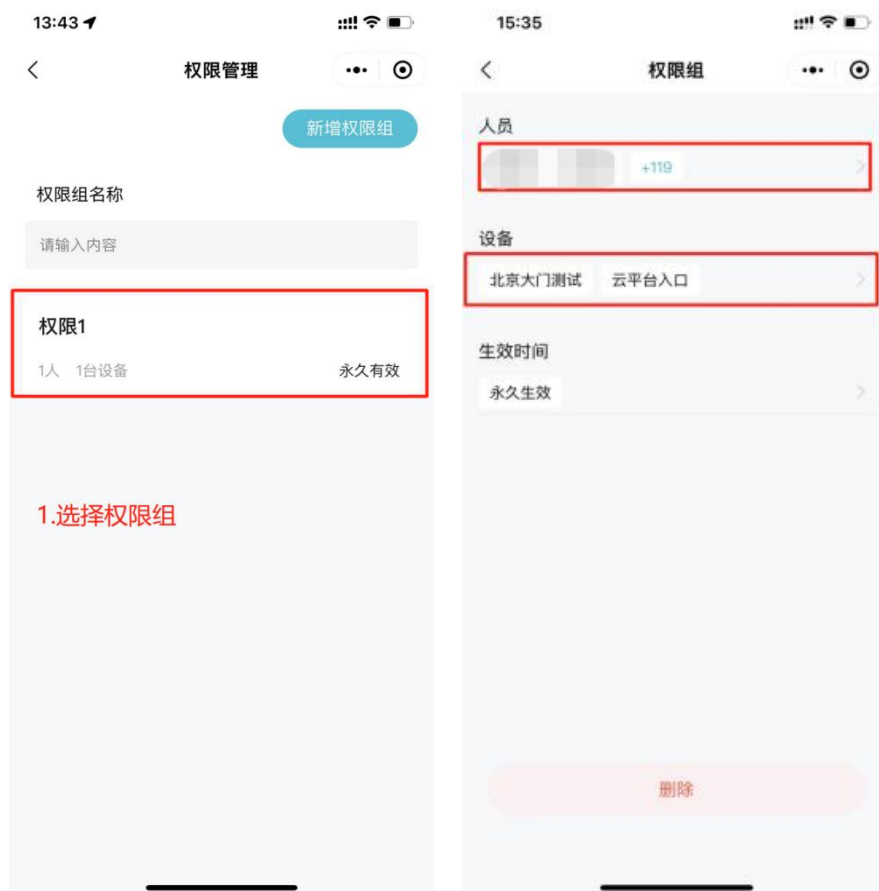 13:43
权限管理
新增权限组
权限组名称
请输入内容
权限1
1人 1台设备 永久有效
1.选择权限组
15:35
权限组
人员
+119
设备
北京大门测试 云平台入口
生效时间
永久生效
删除